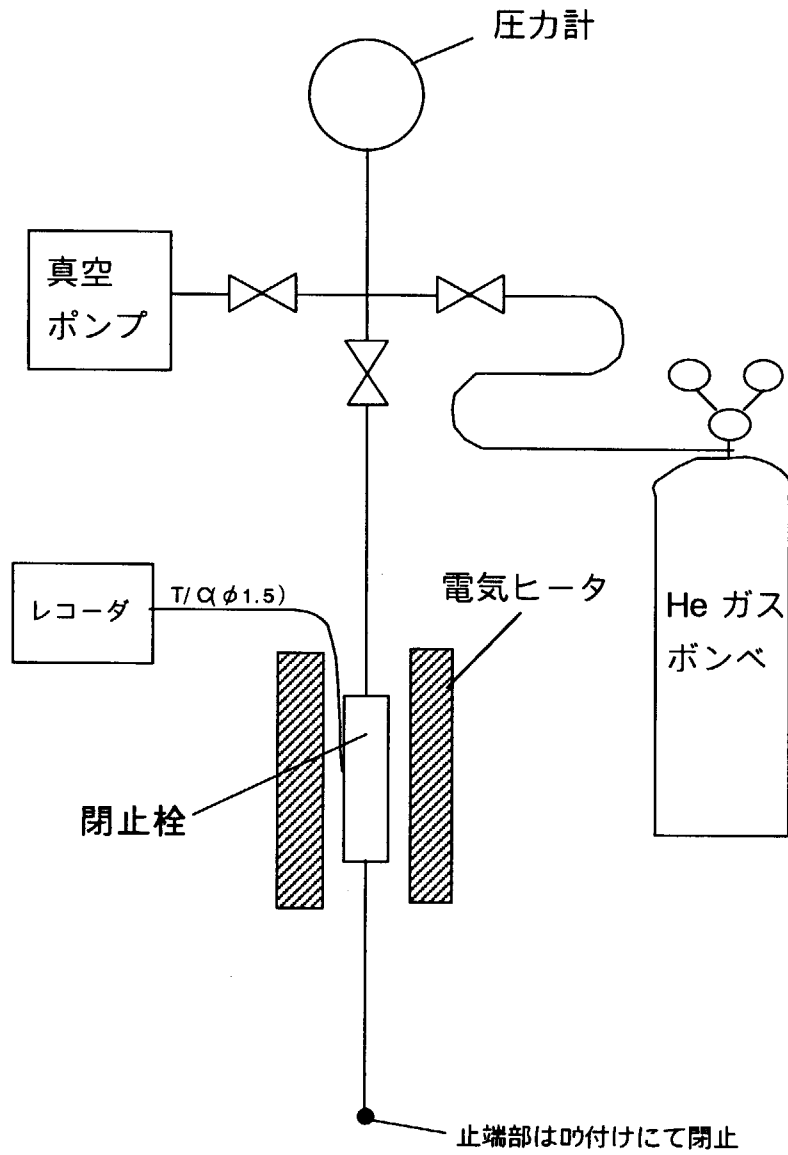 圧力計
真空
ポンプ
レコーダ
T/C(φ1.5)
電気ヒータ
He ガス
ボンベ
閉止栓
止端部はロウ付けにて閉止